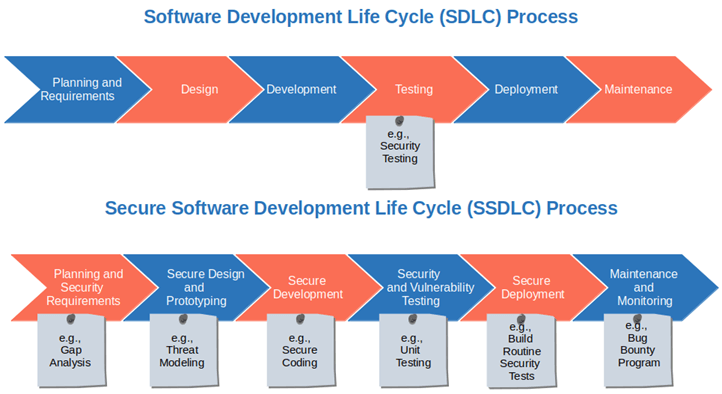 Software Development Life Cycle (SDLC) Process
Planning and
Requirements
Design
Development
Testing
Deployment
Maintenance
e.g.,
Security
Testing
Secure Software Development Life Cycle (SSDLC) Process
Planning and
Security
Requirements
Secure Design
and
Prototyping
Secure
Development
Security
and Vulnerability
Testing
Secure
Deployment
Maintenance
and
Monitoring
e.g.,
Gap
Analysis
e.g.,
Threat
Modeling
e.g.,
Secure
Coding
e.g.,
Unit
Testing
e.g.,
Build
Routine
Security
Tests
e.g.,
Bug
Bounty
Program